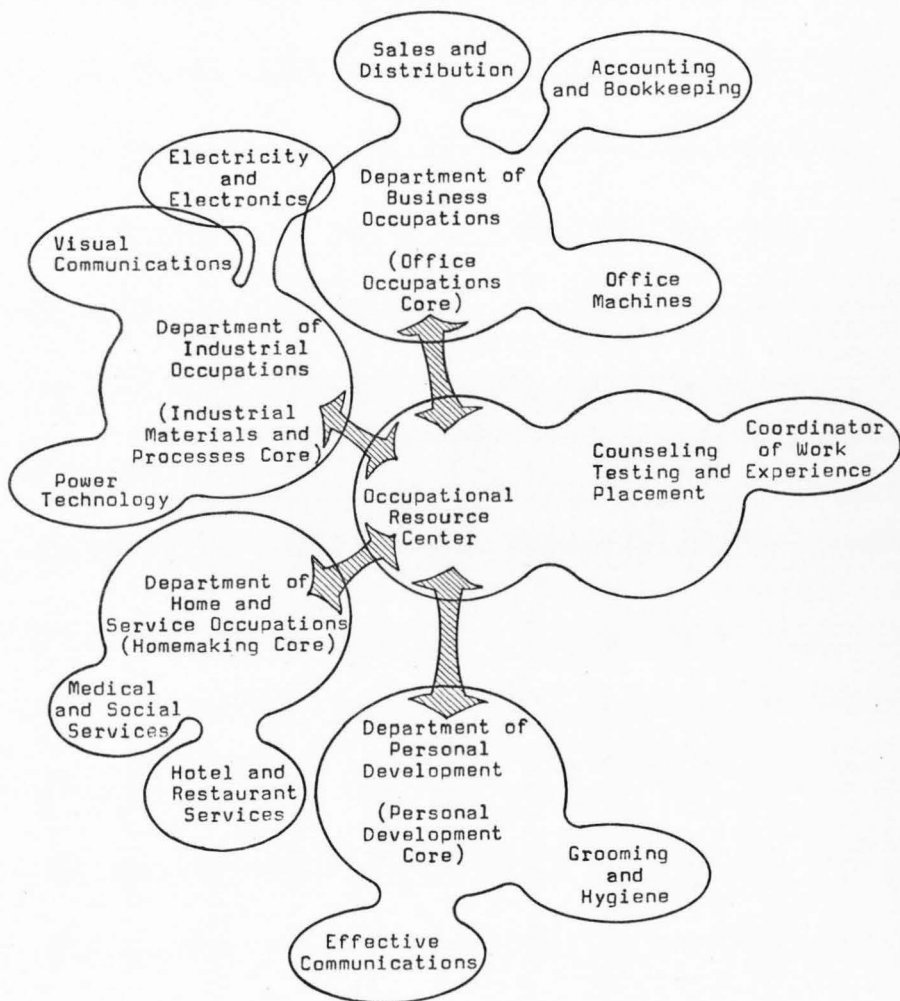 Sales and
Distribution
Accounting
and Bookkeeping
Electricity
and
Electronics
Department of
Business
Occupations
(Office
Occupations
Core)
Visual
Communications
Office
Machines
Department of
Industrial
Occupations
(Industrial
Materials and
Processes Core)
Power
Technology
Occupational
Resource
Center
Counseling
Testing and
Placement
Coordinator
of Work
Experience
Department of
Home and
Service Occupations
(Homemaking Core)
Medical
and Social
Services
Hotel and
Restaurant
Services
Department of
Personal
Development
(Personal
Development
Core)
Grooming
and
Hygiene
Effective
Communications